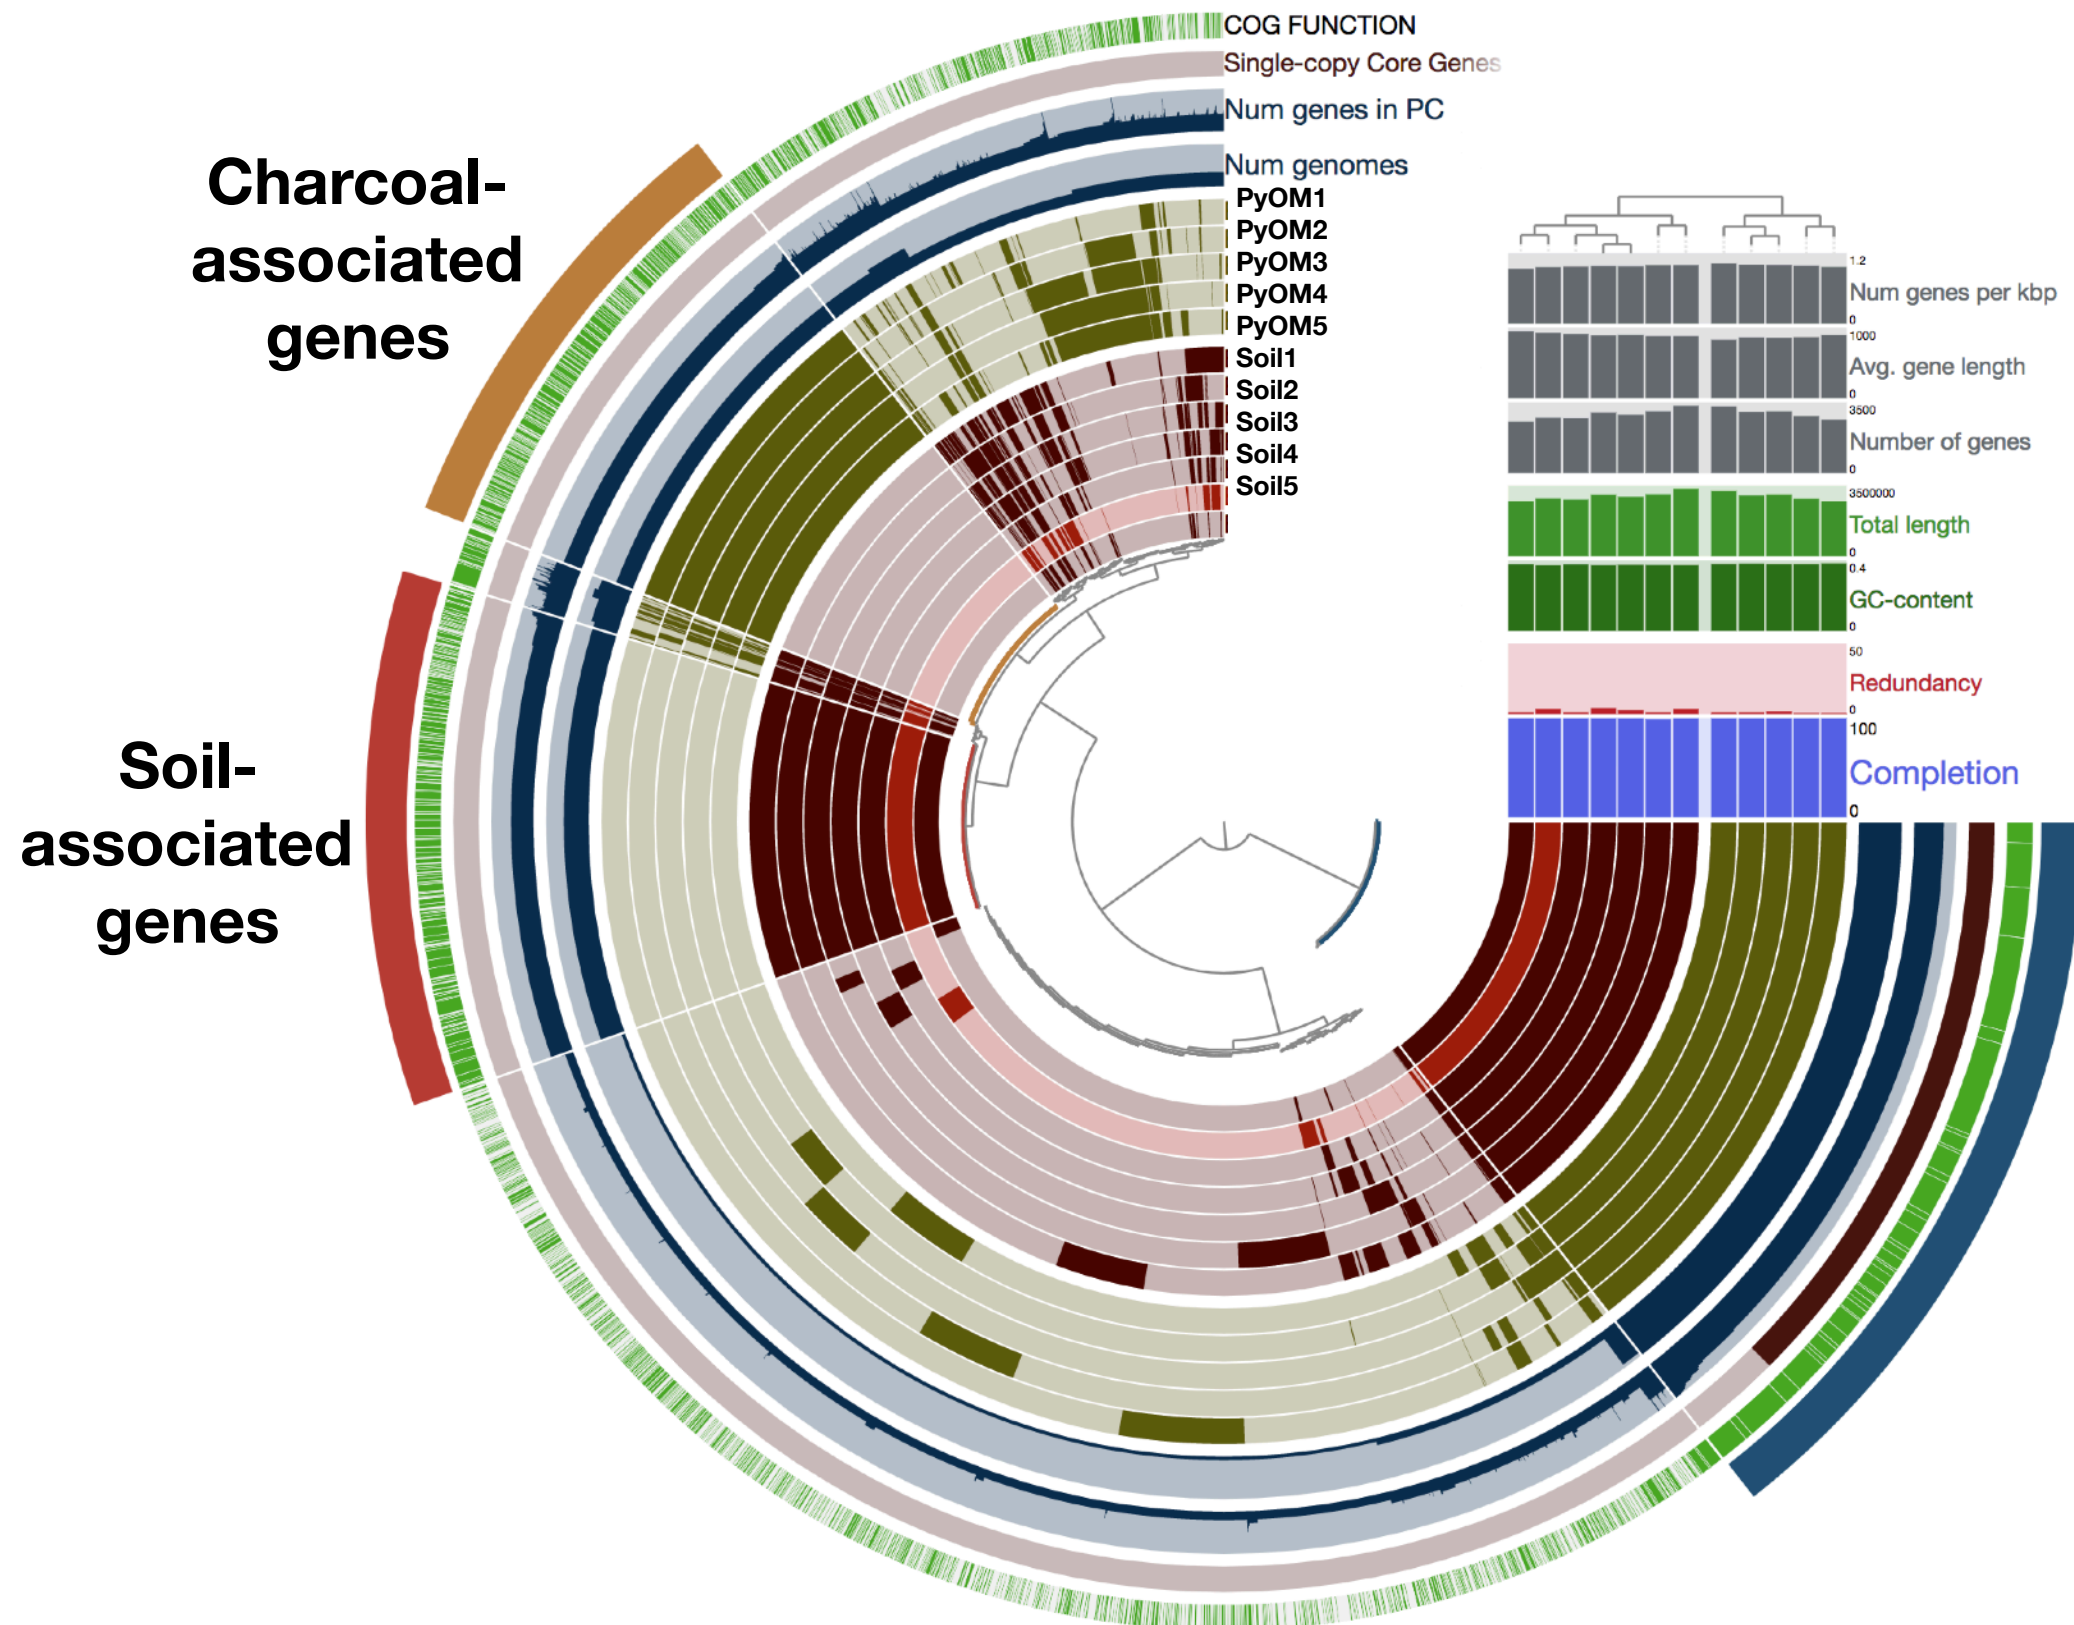 COG FUNCTION
Single-copy Core Genes
Num genes in PC
Num genomes
PyOM1
PyOM2
PyOM3
PyOM4
PyOM5
Soil1
Soil2
Soil3
Soil4
Soil5
Charcoal-
associated
genes
Soil-
associated
genes
1.2
Num genes per kbp
0
1000
Avg. gene length
0
3500
Number of genes
0
3500000
Total length
0
0.4
GC-content
0
50
Redundancy
0
100
Completion
0